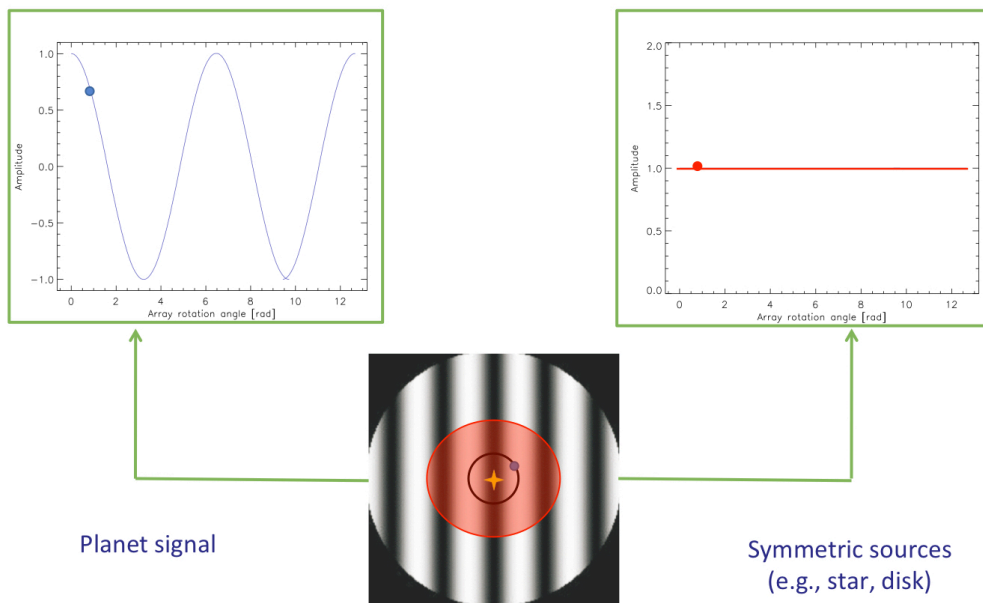 1.0
0.5
0.0
−0.5
−1.0
Amplitude
0 2 4 6 8 10 12
Array rotation angle [rad]
2.0
1.5
1.0
0.5
0.0
Amplitude
0 2 4 6 8 10 12
Array rotation angle [rad]
Planet signal
Symmetric sources
(e.g., star, disk)